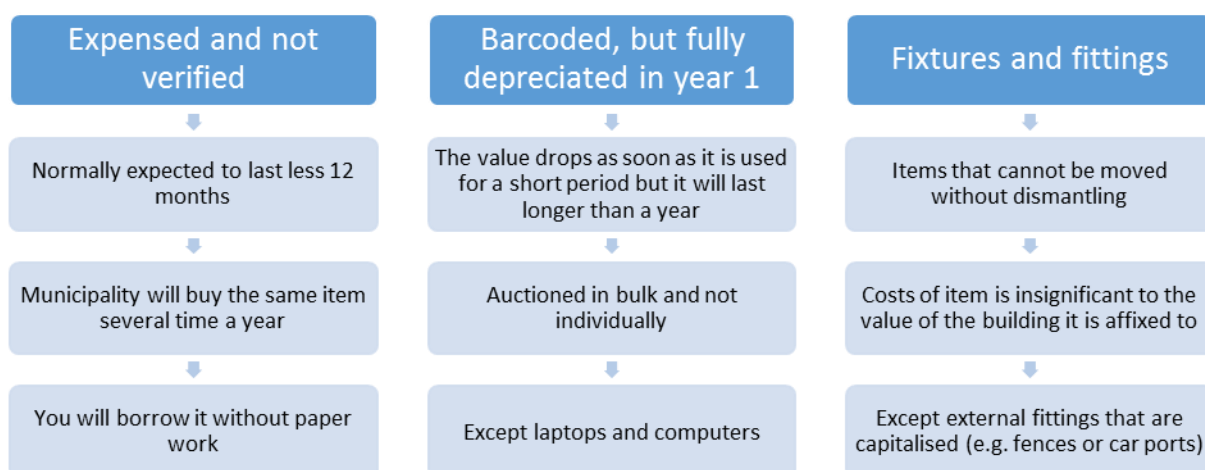 Expensed and not
verified
Normally expected to last less 12
months
Municipality will buy the same item
several time a year
You will borrow it without paper
work
Barcoded, but fully
depreciated in year 1
The value drops as soon as it is used
for a short period but it will last
longer than a year
Auctioned in bulk and not
individually
Except laptops and computers
Fixtures and fittings
Items that cannot be moved
without dismantling
Costs of item is insignificant to the
value of the building it is affixed to
Except external fittings that are
capitalised (e.g. fences or car ports)